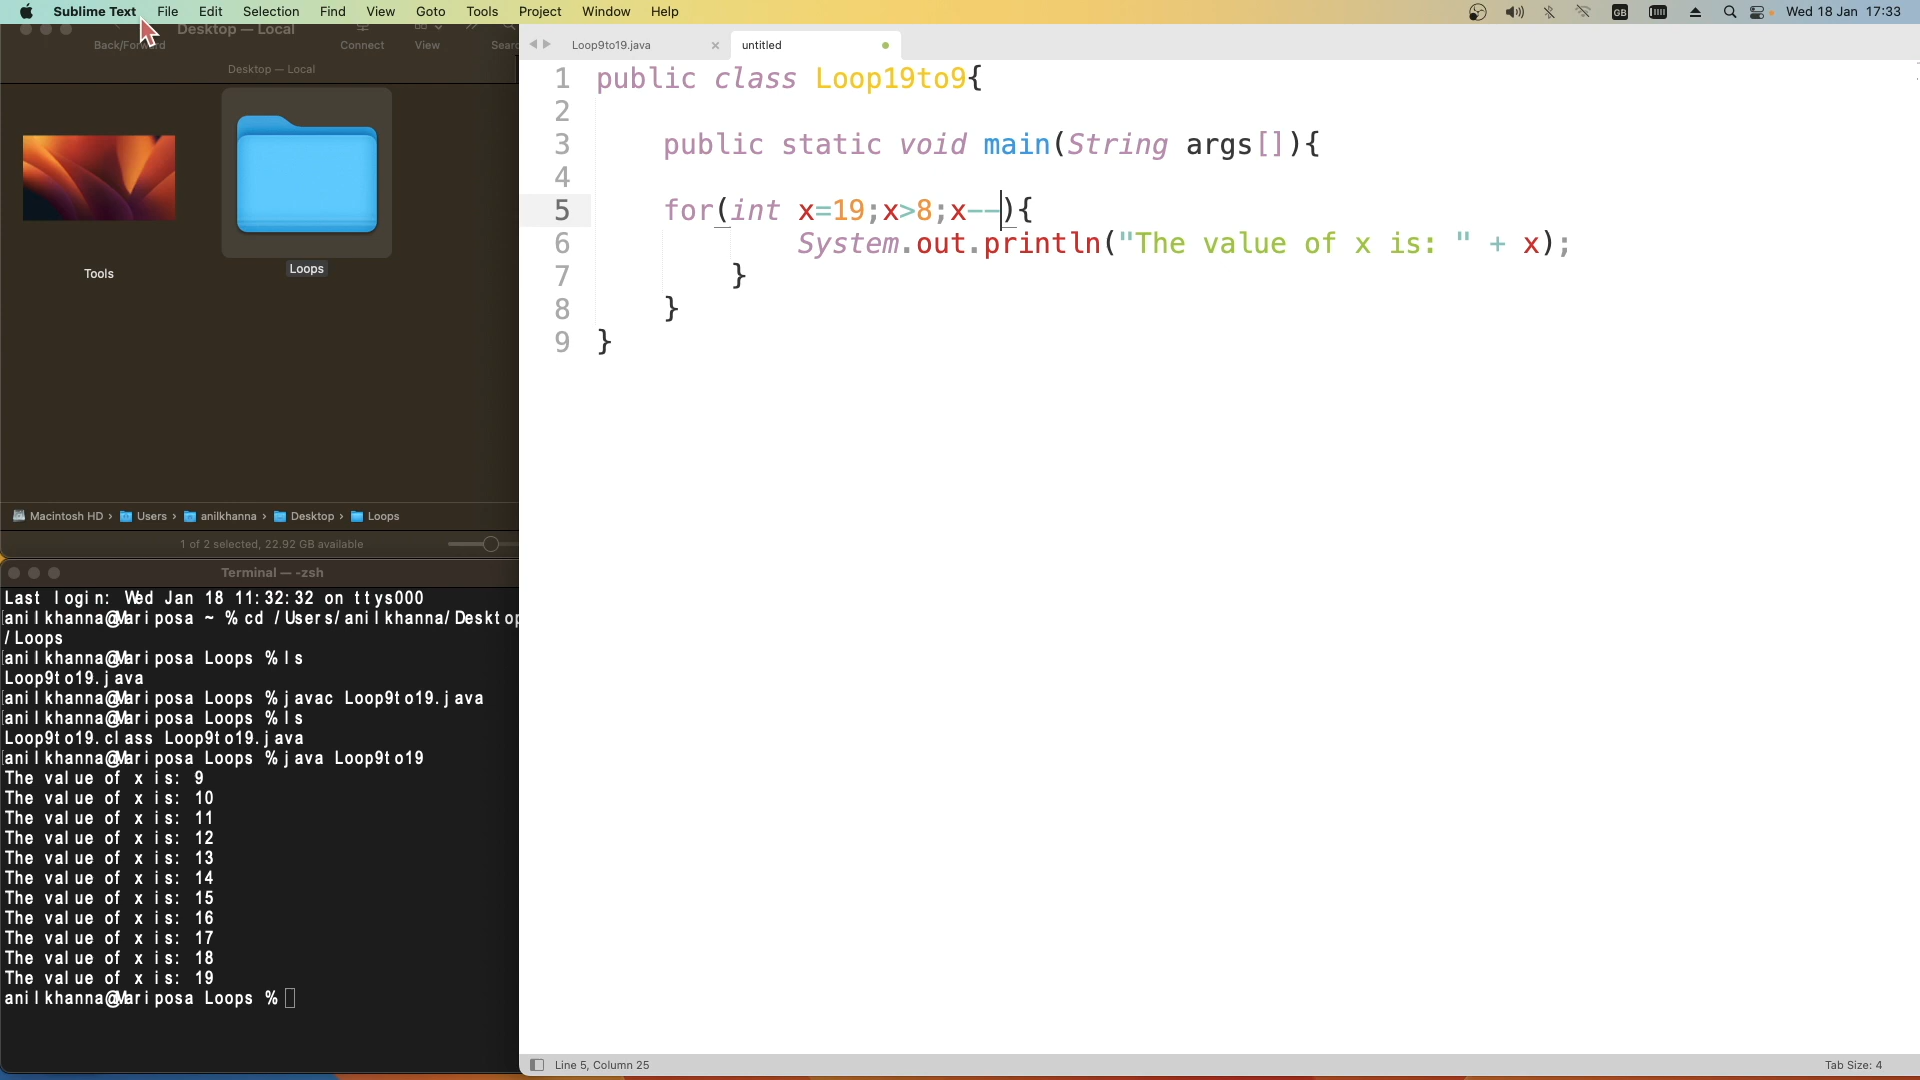 Sublime Text File Edit Selection Find View Goto Tools Project Window Help GB Wed 18 Jan 17:33
Desktop — Local
Back/Forward Connect View
Desktop — Local
Tools
Loops
Macintosh HD › Users › anilkhanna › Desktop › Loops
1 of 2 selected, 22.92 GB available
Terminal — -zsh
Last login: Wed Jan 18 11:32:32 on ttys000
anilkhanna@Mariposa ~ % cd /Users/anilkhanna/Desktop
/Loops
anilkhanna@Mariposa Loops % ls
Loop9to19.java
anilkhanna@Mariposa Loops % javac Loop9to19.java
anilkhanna@Mariposa Loops % ls
Loop9to19.class Loop9to19.java
anilkhanna@Mariposa Loops % java Loop9to19
The value of x is: 9
The value of x is: 10
The value of x is: 11
The value of x is: 12
The value of x is: 13
The value of x is: 14
The value of x is: 15
The value of x is: 16
The value of x is: 17
The value of x is: 18
The value of x is: 19
anilkhanna@Mariposa Loops %
Loop9to19.java × untitled
1 public class Loop19to9{
2
3 public static void main(String args[]){
4
5 for(int x=19;x>8;x--){
6 System.out.println("The value of x is: " + x);
7 }
8 }
9 }
Line 5, Column 25 Tab Size: 4